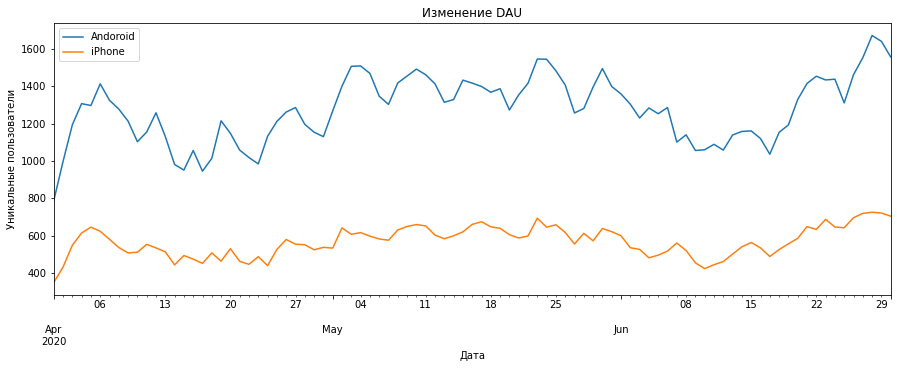 Изменение DAU
Andoroid
iPhone
Уникальные пользователи
1600
1400
1200
1000
800
600
400
06 13 20 27 04 11 18 25 08 15 22 29
Apr May Jun
2020
Дата